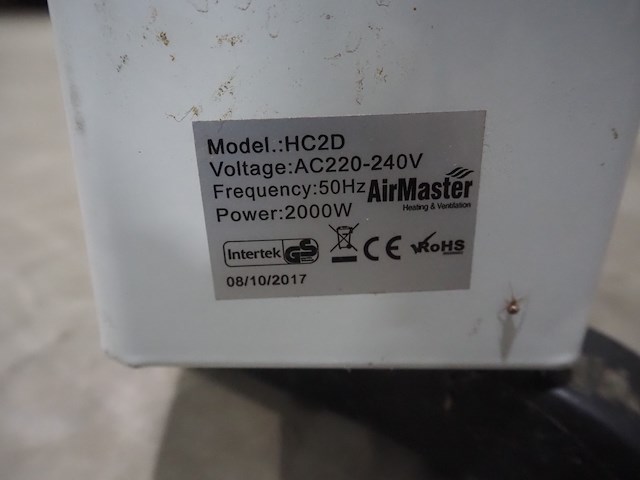 Model.:HC2D
Voltage:AC220-240V
Frequency:50Hz
AirMaster
Heating & Ventilation
Power:2000W
Intertek GS
CE
RoHS
08/10/2017